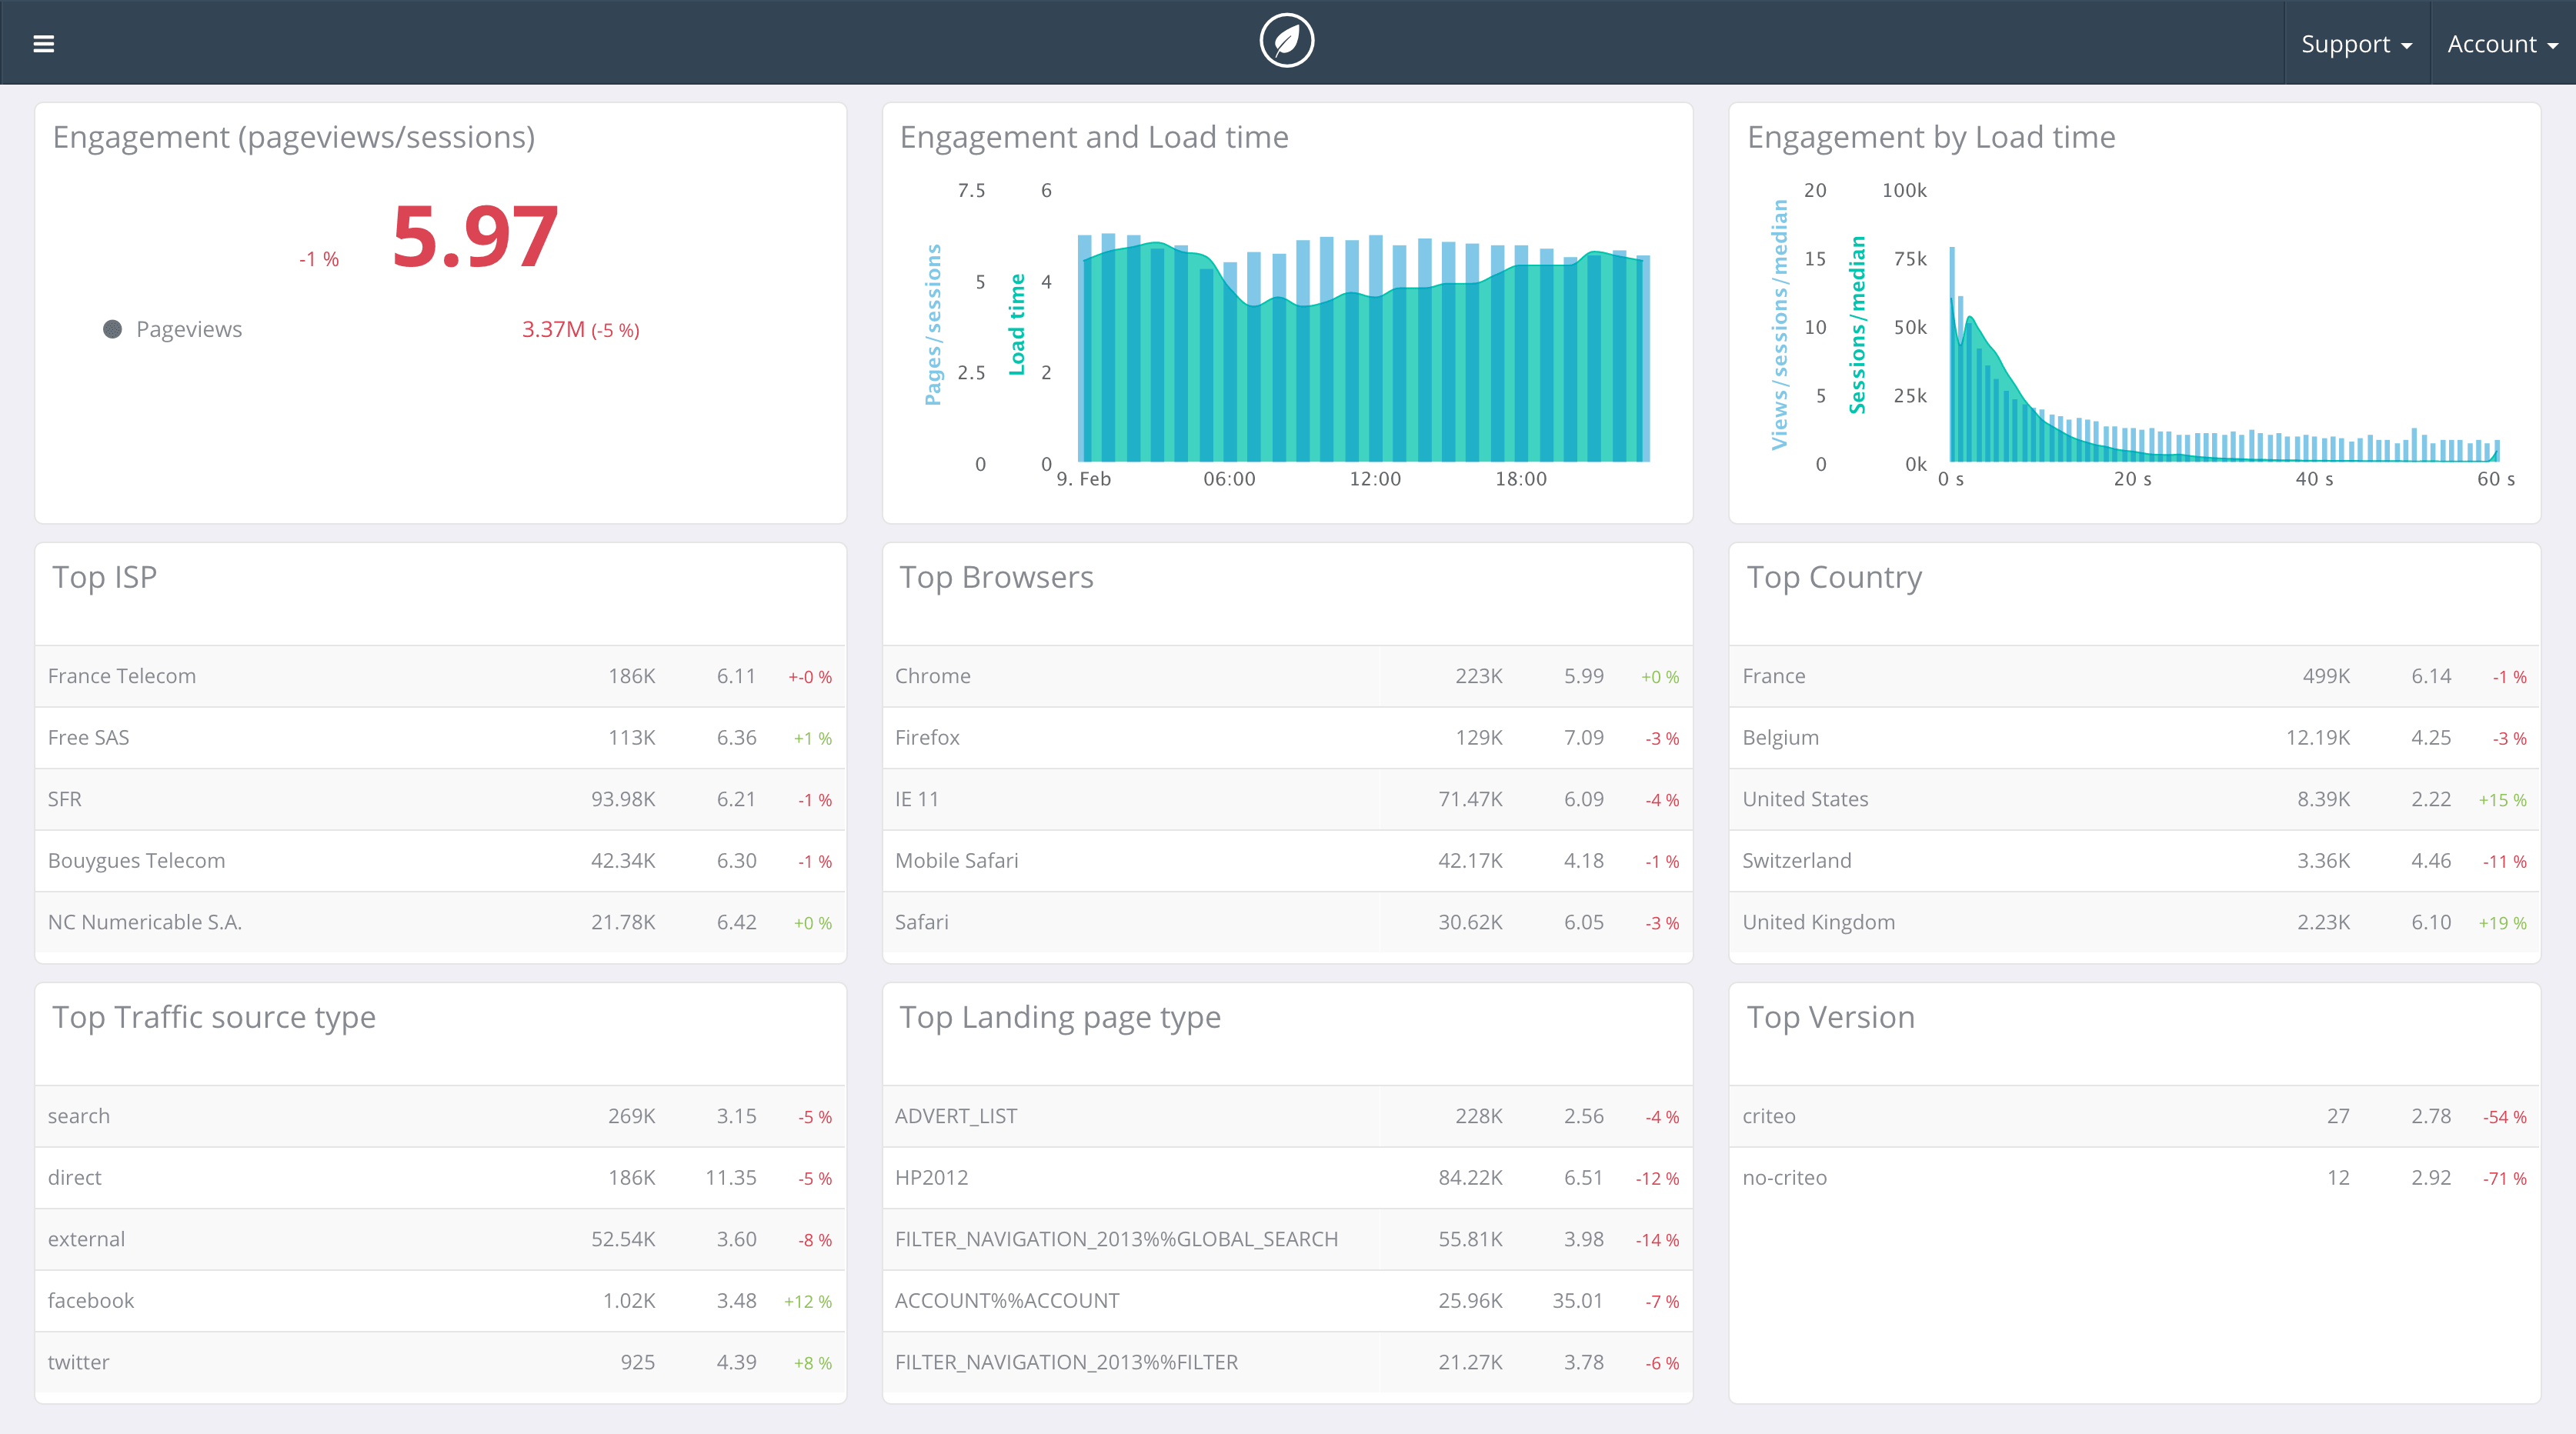 Support Account
Engagement (pageviews/sessions)
-1 % 5.97
Pageviews 3.37M (-5 %)
Engagement and Load time
Pages/sessions
Load time
7.5 6
5 4
2.5 2
0 0
9. Feb 06:00 12:00 18:00
Engagement by Load time
Views/sessions/median
Sessions/median
20 100k
15 75k
10 50k
5 25k
0 0k
0 s 20 s 40 s 60 s
Top ISP
France Telecom 186K 6.11 +-0 %
Free SAS 113K 6.36 +1 %
SFR 93.98K 6.21 -1 %
Bouygues Telecom 42.34K 6.30 -1 %
NC Numericable S.A. 21.78K 6.42 +0 %
Top Browsers
Chrome 223K 5.99 +0 %
Firefox 129K 7.09 -3 %
IE 11 71.47K 6.09 -4 %
Mobile Safari 42.17K 4.18 -1 %
Safari 30.62K 6.05 -3 %
Top Country
France 499K 6.14 -1 %
Belgium 12.19K 4.25 -3 %
United States 8.39K 2.22 +15 %
Switzerland 3.36K 4.46 -11 %
United Kingdom 2.23K 6.10 +19 %
Top Traffic source type
search 269K 3.15 -5 %
direct 186K 11.35 -5 %
external 52.54K 3.60 -8 %
facebook 1.02K 3.48 +12 %
twitter 925 4.39 +8 %
Top Landing page type
ADVERT_LIST 228K 2.56 -4 %
HP2012 84.22K 6.51 -12 %
FILTER_NAVIGATION_2013%%GLOBAL_SEARCH 55.81K 3.98 -14 %
ACCOUNT%%ACCOUNT 25.96K 35.01 -7 %
FILTER_NAVIGATION_2013%%FILTER 21.27K 3.78 -6 %
Top Version
criteo 27 2.78 -54 %
no-criteo 12 2.92 -71 %